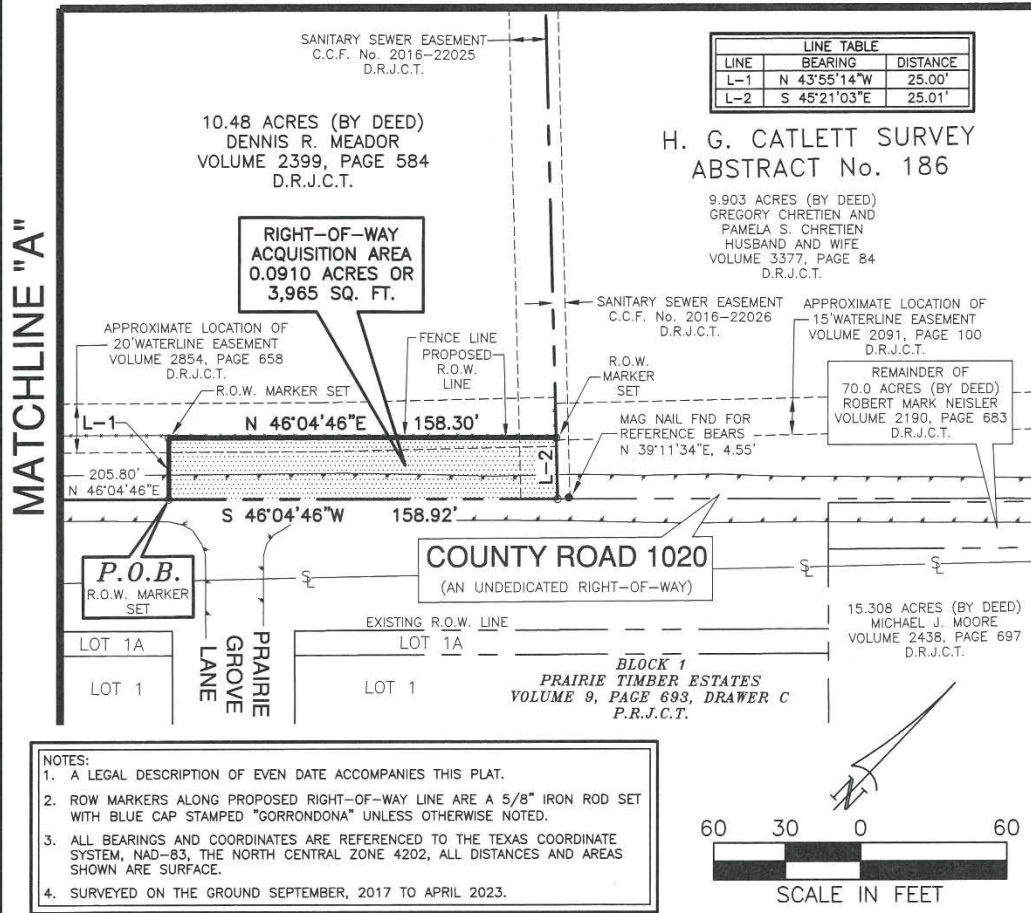 SANITARY SEWER EASEMENT
C.C.F. No. 2016-22025
D.R.J.C.T.
LINE TABLE
LINE BEARING DISTANCE
L-1 N 43°55'14"W 25.00'
L-2 S 45°21'03"E 25.01'
10.48 ACRES (BY DEED)
DENNIS R. MEADOR
VOLUME 2399, PAGE 584
D.R.J.C.T.
H. G. CATLETT SURVEY
ABSTRACT No. 186
9.903 ACRES (BY DEED)
GREGORY CHRETIEN AND
PAMELA S. CHRETIEN
HUSBAND AND WIFE
VOLUME 3377, PAGE 84
D.R.J.C.T.
MATCHLINE "A"
RIGHT-OF-WAY
ACQUISITION AREA
0.0910 ACRES OR
3,965 SQ. FT.
SANITARY SEWER EASEMENT
C.C.F. No. 2016-22026
D.R.J.C.T.
APPROXIMATE LOCATION OF
15'WATERLINE EASEMENT
VOLUME 2091, PAGE 100
D.R.J.C.T.
APPROXIMATE LOCATION OF
20'WATERLINE EASEMENT
VOLUME 2854, PAGE 658
D.R.J.C.T.
FENCE LINE
PROPOSED
R.O.W.
LINE
R.O.W.
MARKER
SET
REMAINDER OF
70.0 ACRES (BY DEED)
ROBERT MARK NEISLER
VOLUME 2190, PAGE 683
D.R.J.C.T.
R.O.W. MARKER SET
L-1
N 46°04'46"E 158.30'
MAG NAIL FND FOR
REFERENCE BEARS
N 39°11'34"E, 4.55'
L-2
205.80'
N 46°04'46"E
S 46°04'46"W 158.92'
P.O.B.
R.O.W. MARKER
SET
COUNTY ROAD 1020
(AN UNDEDICATED RIGHT-OF-WAY)
EXISTING R.O.W. LINE
LOT 1A
LOT 1
PRAIRIE
GROVE
LANE
LOT 1A
LOT 1
BLOCK 1
PRAIRIE TIMBER ESTATES
VOLUME 9, PAGE 693, DRAWER C
P.R.J.C.T.
15.308 ACRES (BY DEED)
MICHAEL J. MOORE
VOLUME 2438, PAGE 697
D.R.J.C.T.
NOTES:
1. A LEGAL DESCRIPTION OF EVEN DATE ACCOMPANIES THIS PLAT.
2. ROW MARKERS ALONG PROPOSED RIGHT-OF-WAY LINE ARE A 5/8" IRON ROD SET
WITH BLUE CAP STAMPED "GORRONDONA" UNLESS OTHERWISE NOTED.
3. ALL BEARINGS AND COORDINATES ARE REFERENCED TO THE TEXAS COORDINATE
SYSTEM, NAD-83, THE NORTH CENTRAL ZONE 4202, ALL DISTANCES AND AREAS
SHOWN ARE SURFACE.
4. SURVEYED ON THE GROUND SEPTEMBER, 2017 TO APRIL 2023.
N
60 30 0 60
SCALE IN FEET